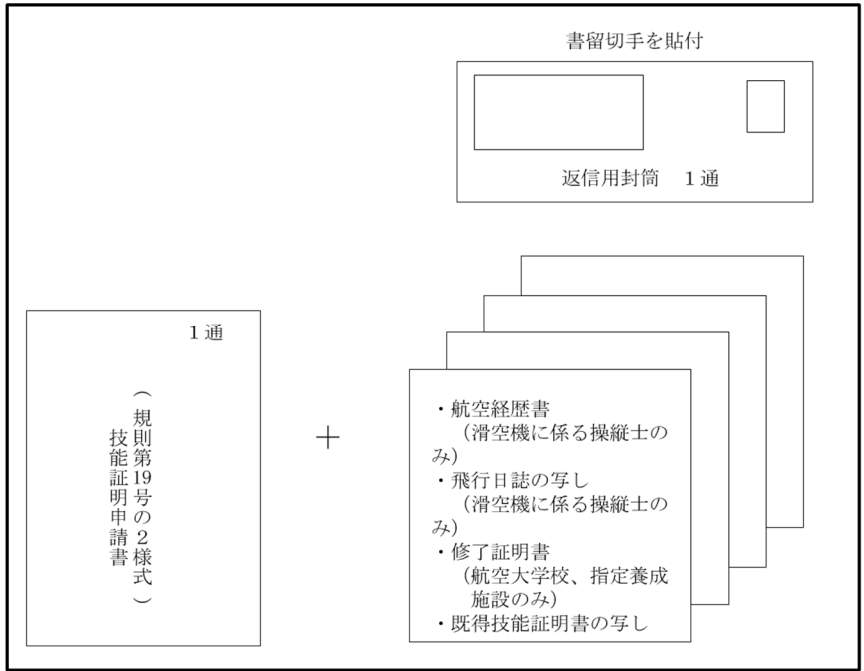 書留切手を貼付
返信用封筒　１通
１通
（規則第19号の２様式）
技能証明申請書
＋
・航空経歴書
（滑空機に係る操縦士の
み）
・飛行日誌の写し
（滑空機に係る操縦士の
み）
・修了証明書
（航空大学校、指定養成
施設のみ）
・既得技能証明書の写し